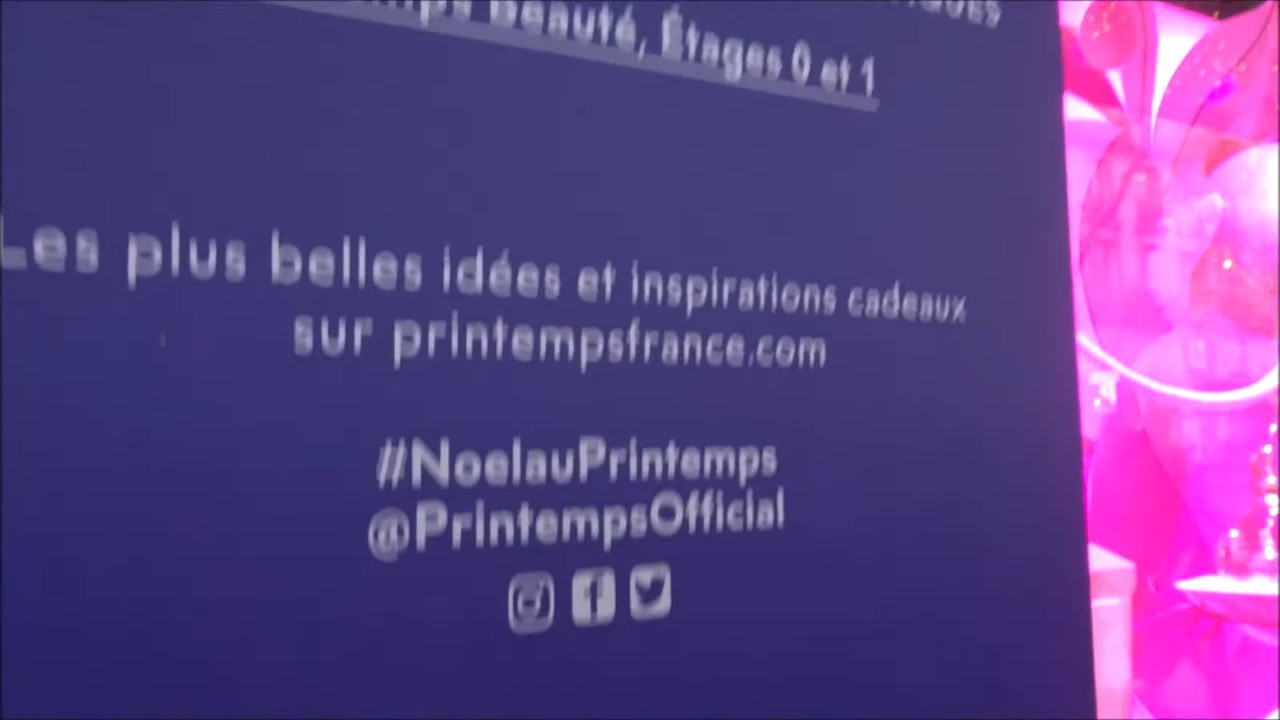 Beauté, Étages 0 et 1
Les plus belles idées et inspirations cadeaux
sur printempsfrance.com
#NoelauPrintemps
@PrintempsOfficial